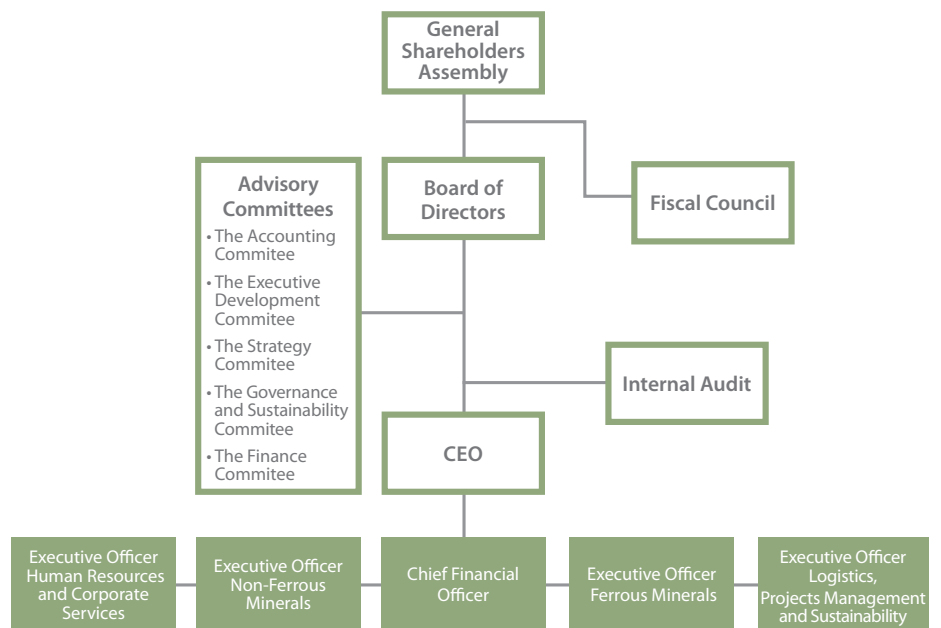 General
Shareholders
Assembly
Advisory
Committees
• The Accounting
Commitee
• The Executive
Development
Commitee
• The Strategy
Commitee
• The Governance
and Sustainability
Commitee
• The Finance
Commitee
Board of
Directors
Fiscal Council
Internal Audit
CEO
Executive Officer
Human Resources
and Corporate
Services
Executive Officer
Non-Ferrous
Minerals
Chief Financial
Officer
Executive Officer
Ferrous Minerals
Executive Officer
Logistics,
Projects Management
and Sustainability